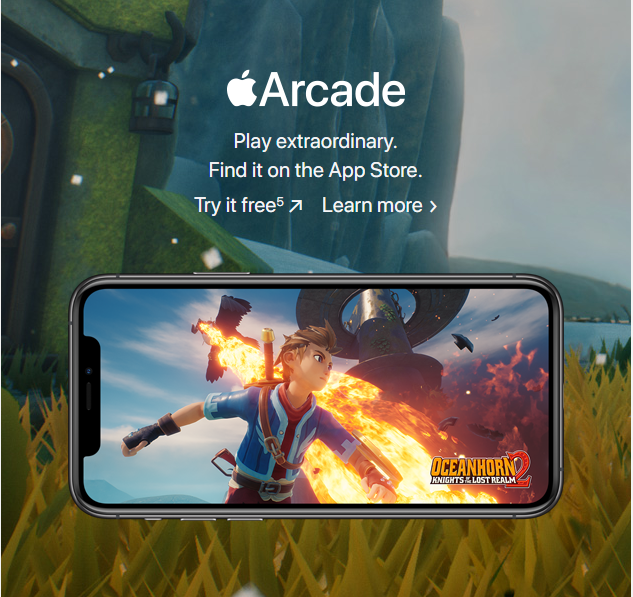 Arcade
Play extraordinary.
Find it on the App Store.
Try it free⁵ ↗ Learn more >
OCEANHORN 2
KNIGHTS OF THE LOST REALM